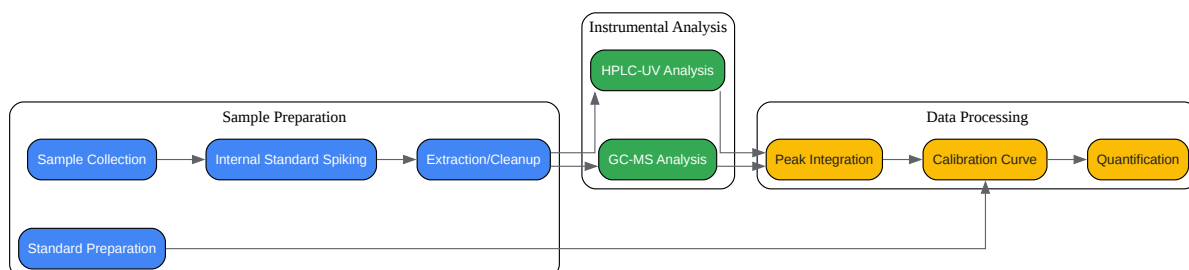 Instrumental Analysis
HPLC-UV Analysis
Sample Preparation
Data Processing
Sample Collection
Internal Standard Spiking
Extraction/Cleanup
GC-MS Analysis
Peak Integration
Calibration Curve
Quantification
Standard Preparation